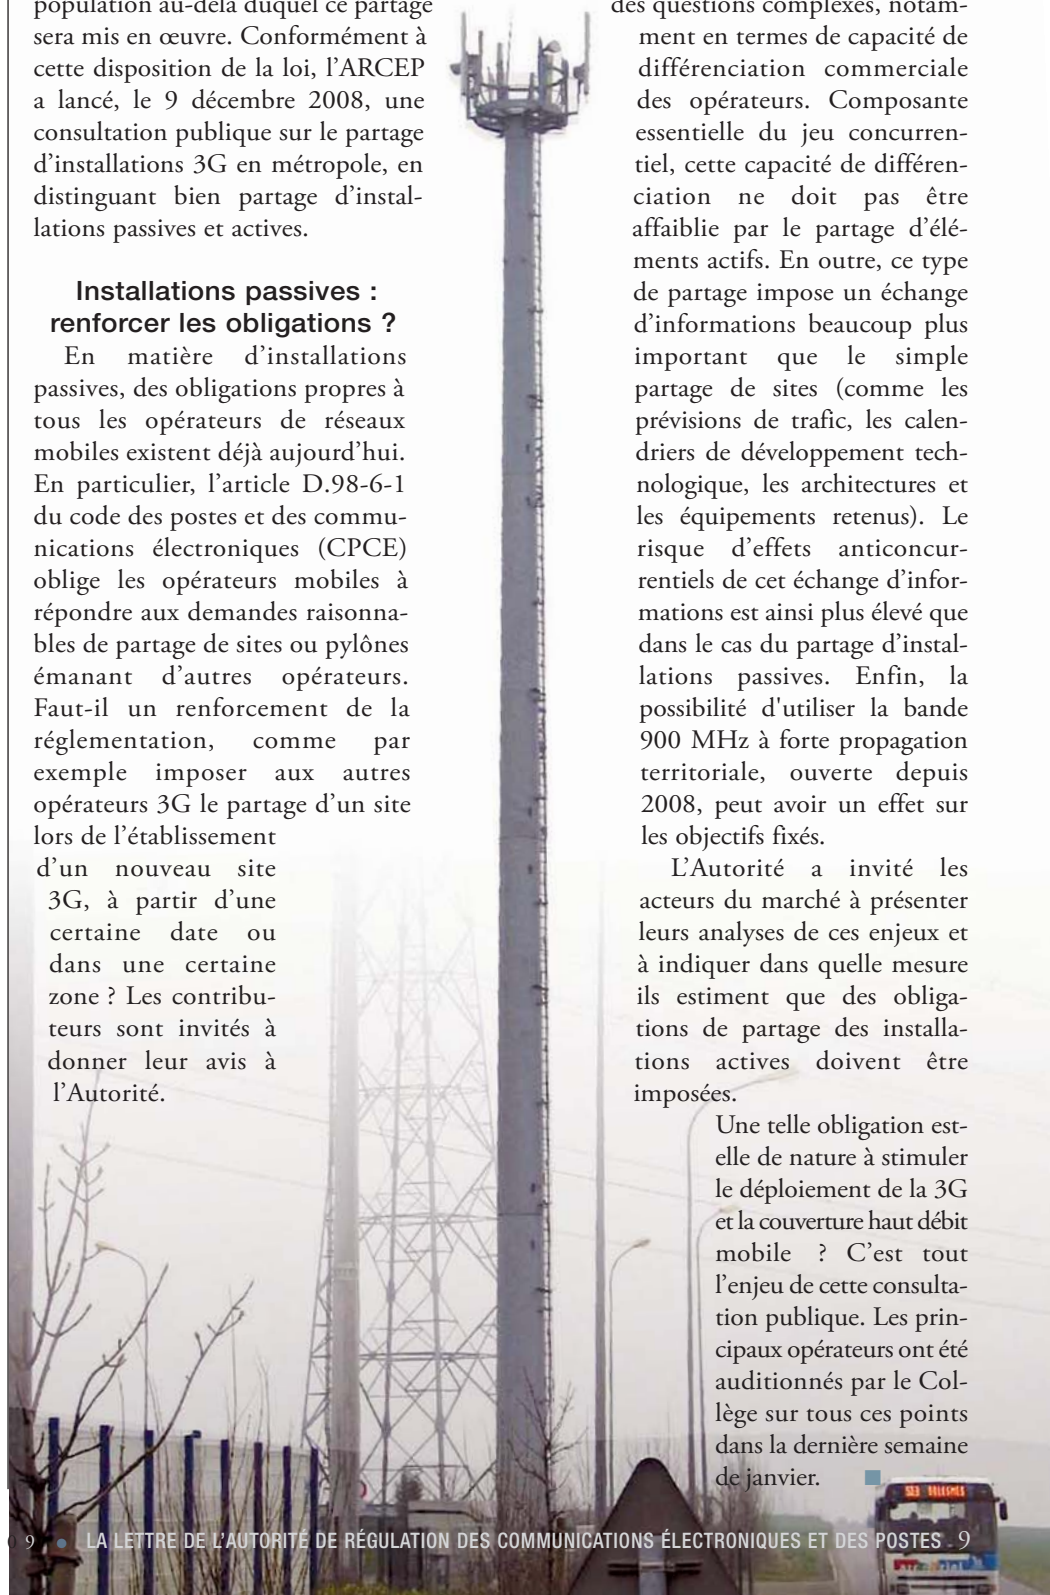 population au-delà duquel ce partage
sera mis en œuvre. Conformément à
cette disposition de la loi, l’ARCEP
a lancé, le 9 décembre 2008, une
consultation publique sur le partage
d’installations 3G en métropole, en
distinguant bien partage d’instal-
lations passives et actives.
Installations passives :
renforcer les obligations ?
En matière d’installations
passives, des obligations propres à
tous les opérateurs de réseaux
mobiles existent déjà aujourd’hui.
En particulier, l’article D.98-6-1
du code des postes et des commu-
nications électroniques (CPCE)
oblige les opérateurs mobiles à
répondre aux demandes raisonna-
bles de partage de sites ou pylônes
émanant d’autres opérateurs.
Faut-il un renforcement de la
réglementation, comme par
exemple imposer aux autres
opérateurs 3G le partage d’un site
lors de l’établissement
d’un nouveau site
3G, à partir d’une
certaine date ou
dans une certaine
zone ? Les contribu-
teurs sont invités à
donner leur avis à
l’Autorité.
des questions complexes, notam-
ment en termes de capacité de
différenciation commerciale
des opérateurs. Composante
essentielle du jeu concurren-
tiel, cette capacité de différen-
ciation ne doit pas être
affaiblie par le partage d’élé-
ments actifs. En outre, ce type
de partage impose un échange
d’informations beaucoup plus
important que le simple
partage de sites (comme les
prévisions de trafic, les calen-
driers de développement tech-
nologique, les architectures et
les équipements retenus). Le
risque d’effets anticoncur-
rentiels de cet échange d’infor-
mations est ainsi plus élevé que
dans le cas du partage d’instal-
lations passives. Enfin, la
possibilité d'utiliser la bande
900 MHz à forte propagation
territoriale, ouverte depuis
2008, peut avoir un effet sur
les objectifs fixés.
L’Autorité a invité les
acteurs du marché à présenter
leurs analyses de ces enjeux et
à indiquer dans quelle mesure
ils estiment que des obliga-
tions de partage des installa-
tions actives doivent être
imposées.
Une telle obligation est-
elle de nature à stimuler
le déploiement de la 3G
et la couverture haut débit
mobile ? C’est tout
l’enjeu de cette consulta-
tion publique. Les prin-
cipaux opérateurs ont été
auditionnés par le Col-
lège sur tous ces points
dans la dernière semaine
de janvier.
9 • LA LETTRE DE L’AUTORITÉ DE RÉGULATION DES COMMUNICATIONS ÉLECTRONIQUES ET DES POSTES 9